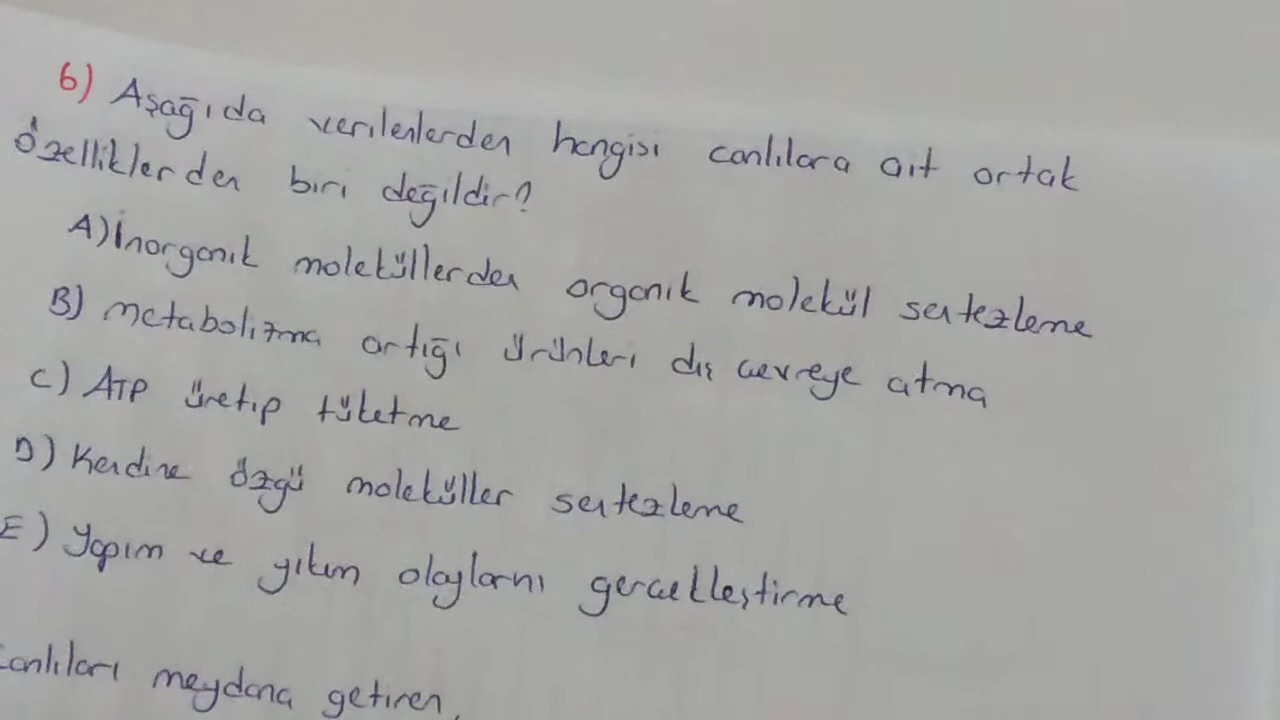 6) Aşağıda verilenlerden hangisi canlılara ait ortak
özelliklerden biri değildir?
A) İnorganik moleküllerden organik molekül sentezleme
B) metabolizma artığı ürünleri dış çevreye atma
C) ATP üretip tüketme
D) Kendine özgü moleküller sentezleme
E) Yapım ve yıkım olaylarını gerçekleştirme
Canlıları meydana getiren,